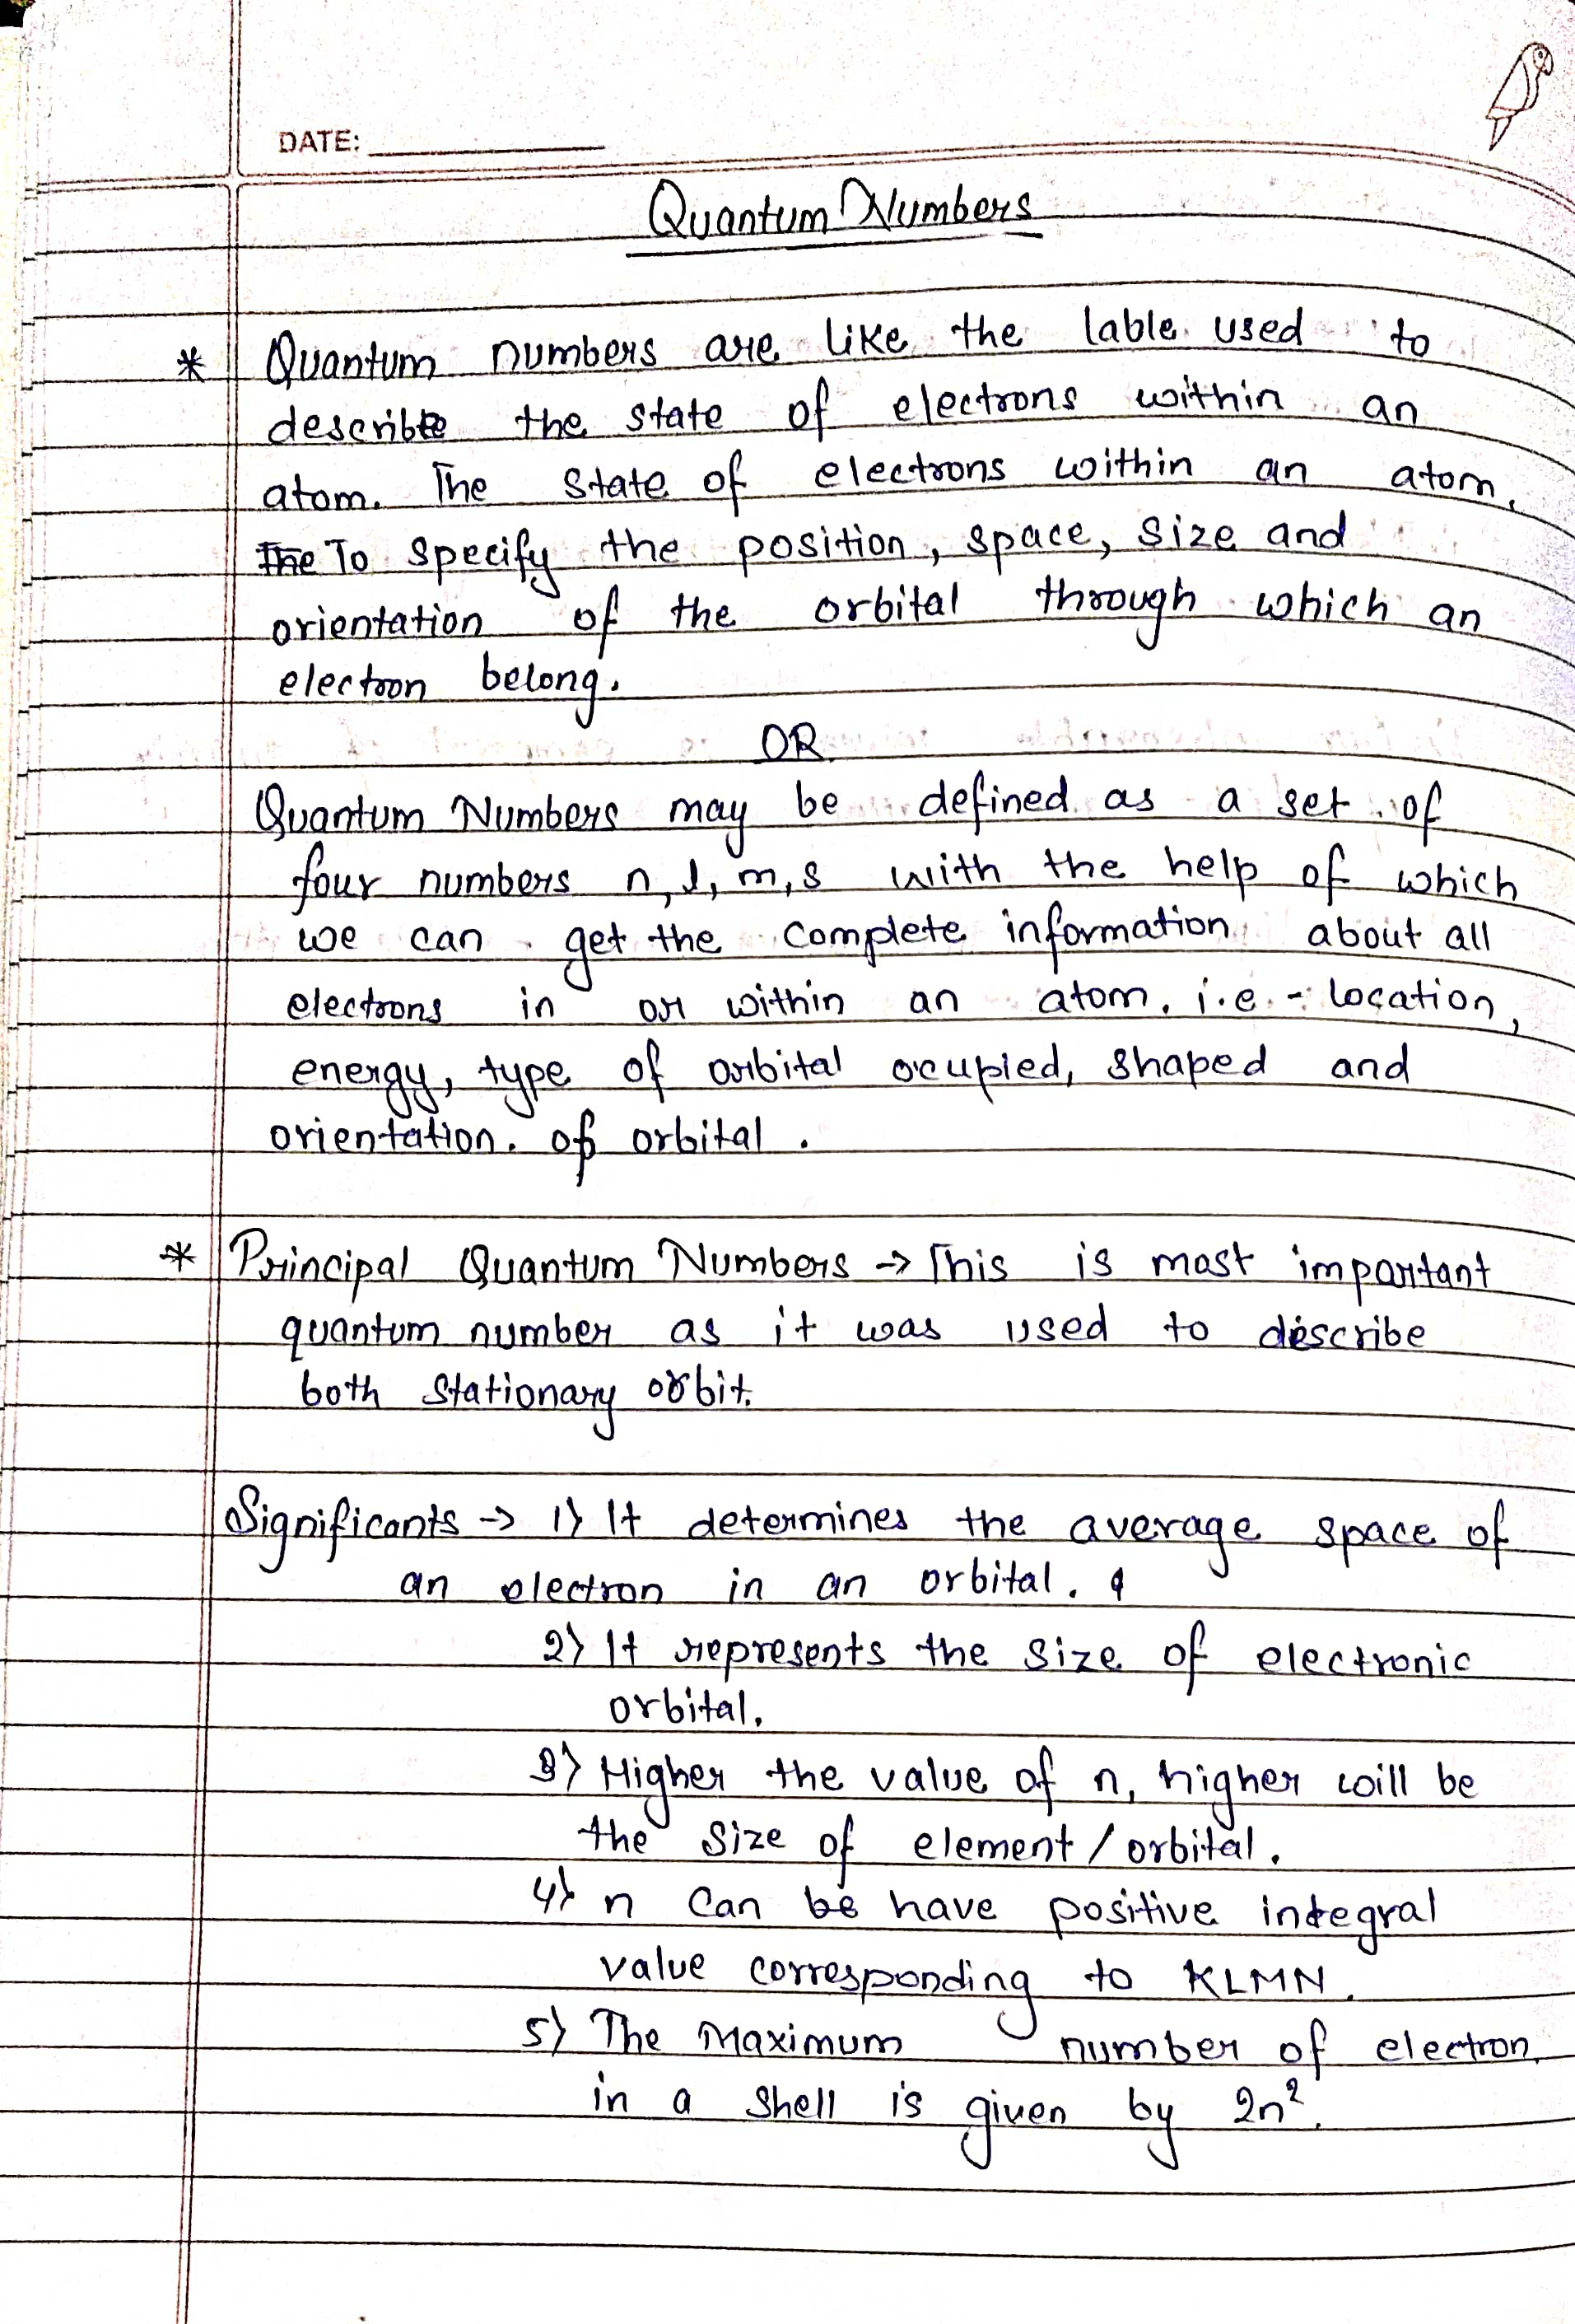 DATE:
Quantum Numbers
* Quantum numbers are like the lable used to
describe the state of electrons within an
atom. The state of electrons within an atom,
The To specify the position, space, size and
orientation of the orbital through which an
electron belong.
OR
Quantum Numbers may be defined as a set of
four numbers n, l, m, s with the help of which
we can get the complete information about all
electrons in or within an atom. i.e - location,
energy, type of orbital ocupied, shaped and
orientation. of orbital.
* Principal Quantum Numbers → This is most important
quantum number as it was used to describe
both stationary orbit.
Significants → 1) It determines the average space of
an electron in an orbital.
2) It represents the size of electronic
orbital.
3) Higher the value of n, higher will be
the size of element / orbital.
4) n can be have positive integral
value corresponding to KLMN.
5) The Maximum number of electron
in a shell is given by 2n².